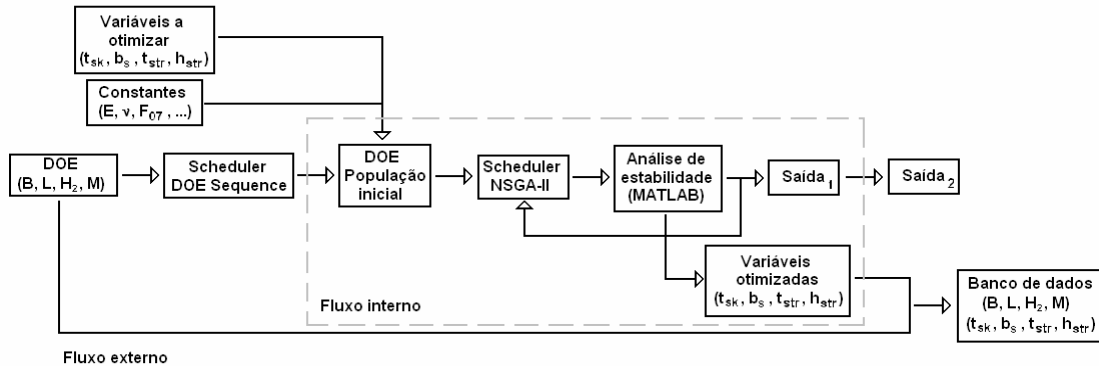 Variáveis a
otimizar
(tsk, bs , tstr, hstr)
Constantes
(E, ν, F07 , ...)
DOE
(B, L, H2, M)
Scheduler
DOE Sequence
DOE
População
inicial
Scheduler
NSGA-II
Análise de
estabilidade
(MATLAB)
Saída1
Saída2
Variáveis
otimizadas
(tsk, bs , tstr, hstr)
Fluxo interno
Banco de dados
(B, L, H2, M)
(tsk, bs , tstr, hstr)
Fluxo externo